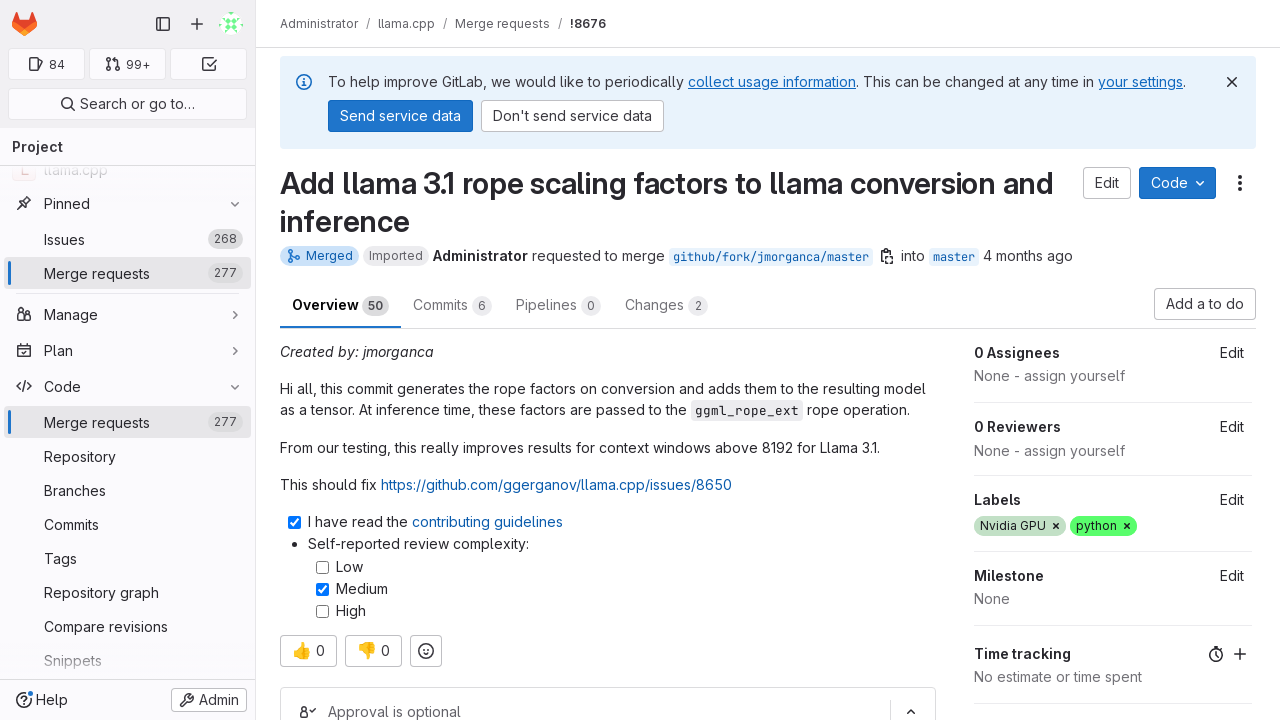 84
99+
Search or go to…
Project
L llama.cpp
Pinned
Issues 268
Merge requests 277
Manage
Plan
Code
Merge requests 277
Repository
Branches
Commits
Tags
Repository graph
Compare revisions
Snippets
Help
Admin
Administrator / llama.cpp / Merge requests / !8676
To help improve GitLab, we would like to periodically collect usage information. This can be changed at any time in your settings.
Send service data
Don't send service data
Add llama 3.1 rope scaling factors to llama conversion and
inference
Edit
Code
Merged Imported Administrator requested to merge github/fork/jmorganca/master into master 4 months ago
Overview 50
Commits 6
Pipelines 0
Changes 2
Add a to do
Created by: jmorganca
Hi all, this commit generates the rope factors on conversion and adds them to the resulting model
as a tensor. At inference time, these factors are passed to the ggml_rope_ext rope operation.
From our testing, this really improves results for context windows above 8192 for Llama 3.1.
This should fix https://github.com/ggerganov/llama.cpp/issues/8650
I have read the contributing guidelines
Self-reported review complexity:
Low
Medium
High
👍 0
👎 0
Approval is optional
0 Assignees Edit
None - assign yourself
0 Reviewers Edit
None - assign yourself
Labels Edit
Nvidia GPU × python ×
Milestone Edit
None
Time tracking
No estimate or time spent